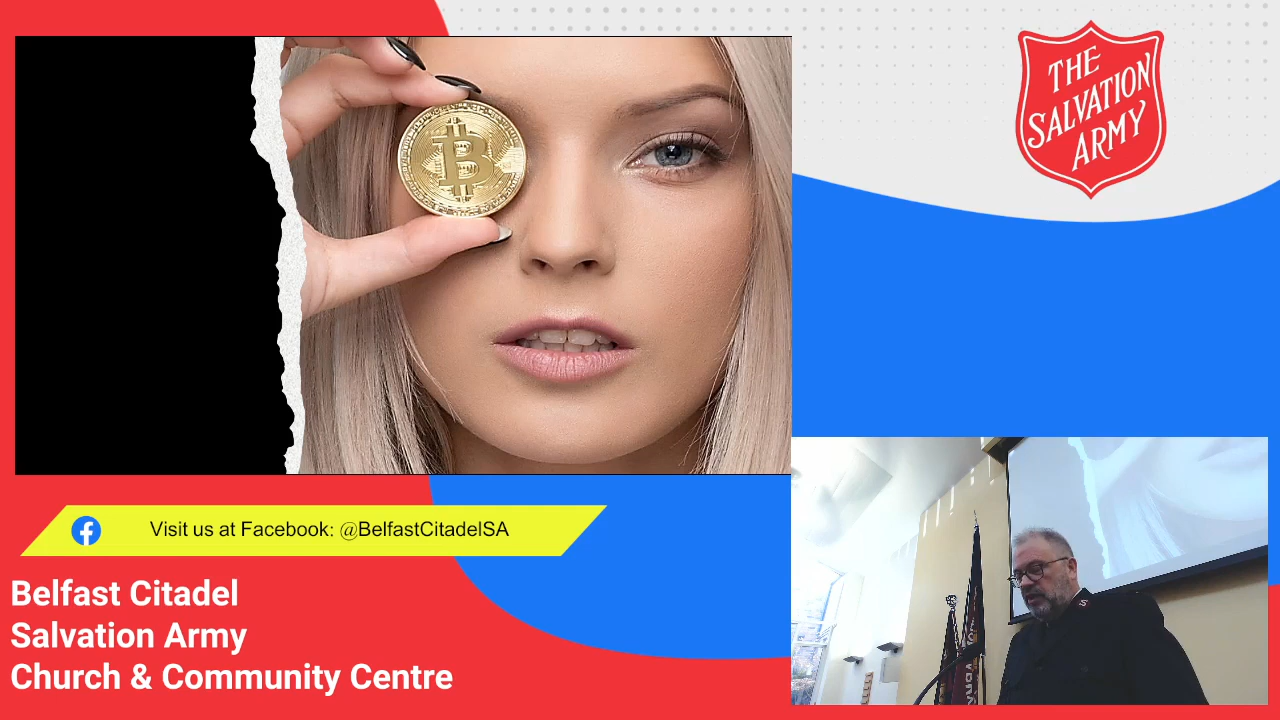 THE
SALVATION
ARMY
B
Visit us at Facebook: @BelfastCitadelSA
Belfast Citadel
Salvation Army
Church & Community Centre
S